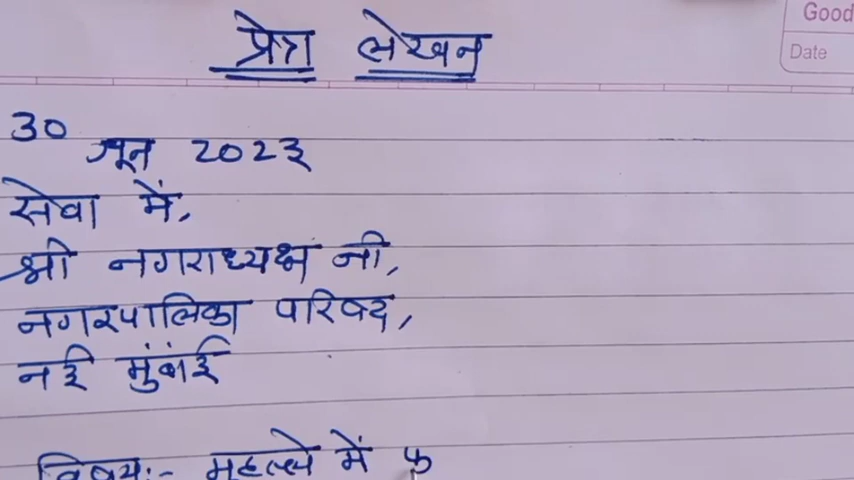 पत्र लेखन
Good
Date
30 जून 2023
सेवा में,
श्री नगराध्यक्ष जी,
नगरपालिका परिषद,
नई मुंबई
विषय:- मुहल्ले में